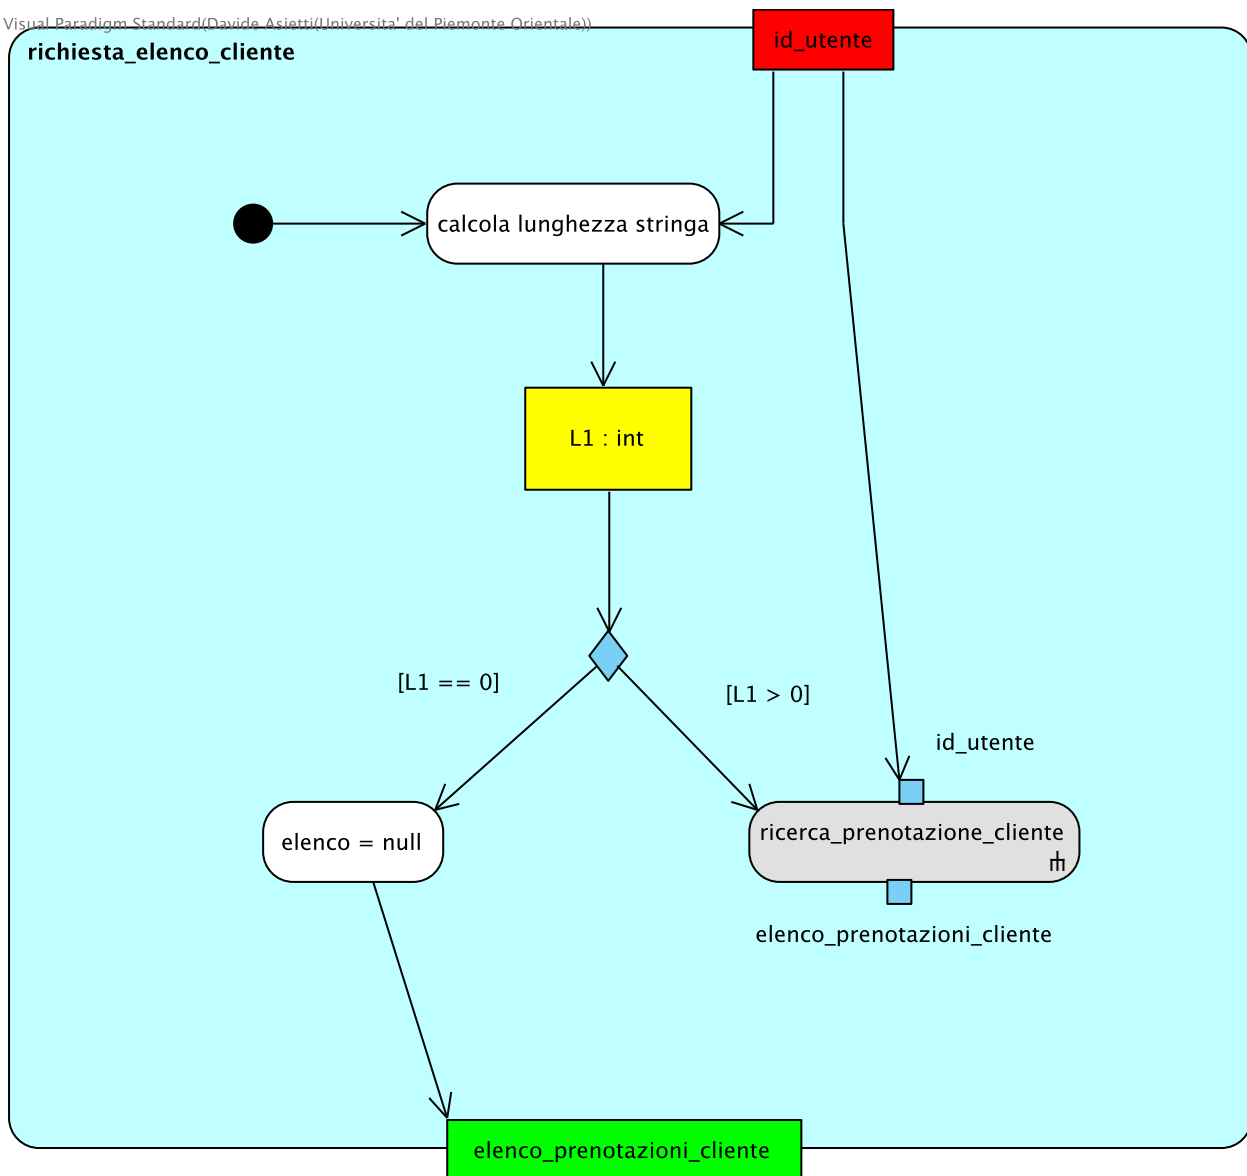 Visual Paradigm Standard(Davide Asietti(Universita' del Piemonte Orientale))
id_utente
richiesta_elenco_cliente
calcola lunghezza stringa
L1 : int
[L1 == 0]
[L1 > 0]
id_utente
elenco = null
ricerca_prenotazione_cliente
elenco_prenotazioni_cliente
elenco_prenotazioni_cliente